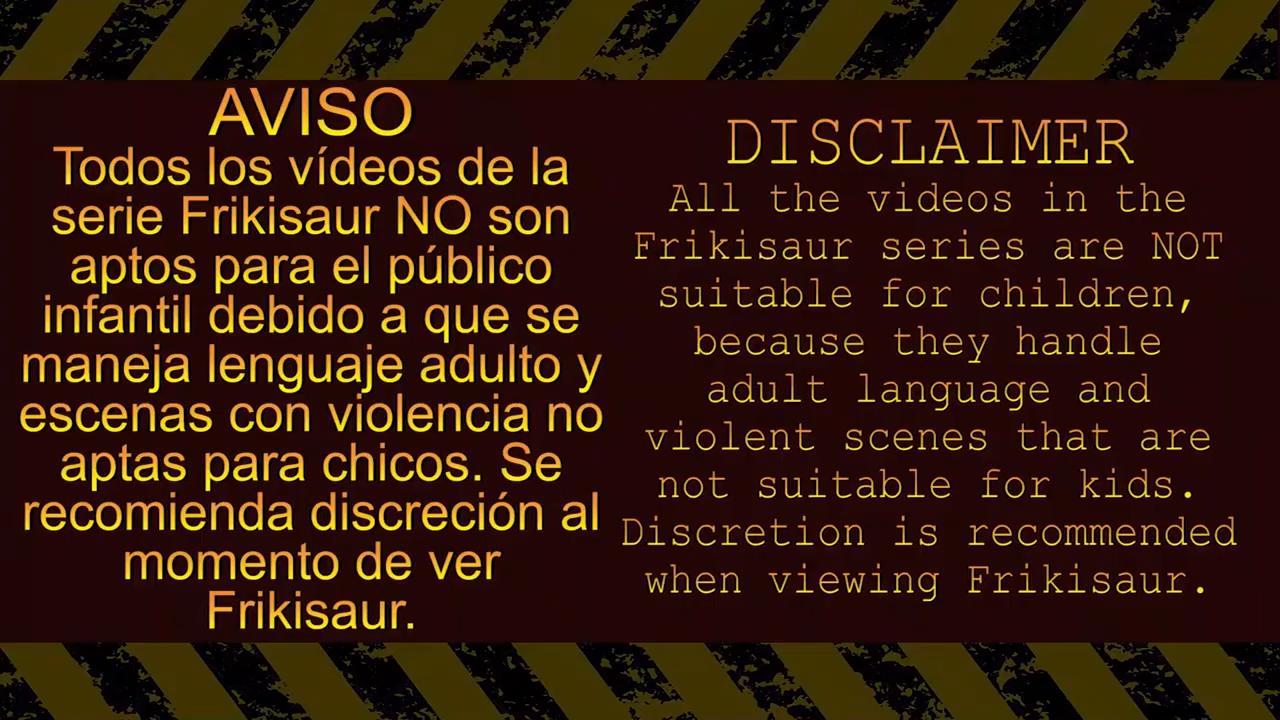 AVISO
Todos los vídeos de la
serie Frikisaur NO son
aptos para el público
infantil debido a que se
maneja lenguaje adulto y
escenas con violencia no
aptas para chicos. Se
recomienda discreción al
momento de ver
Frikisaur.
DISCLAIMER
All the videos in the
Frikisaur series are NOT
suitable for children,
because they handle
adult language and
violent scenes that are
not suitable for kids.
Discretion is recommended
when viewing Frikisaur.